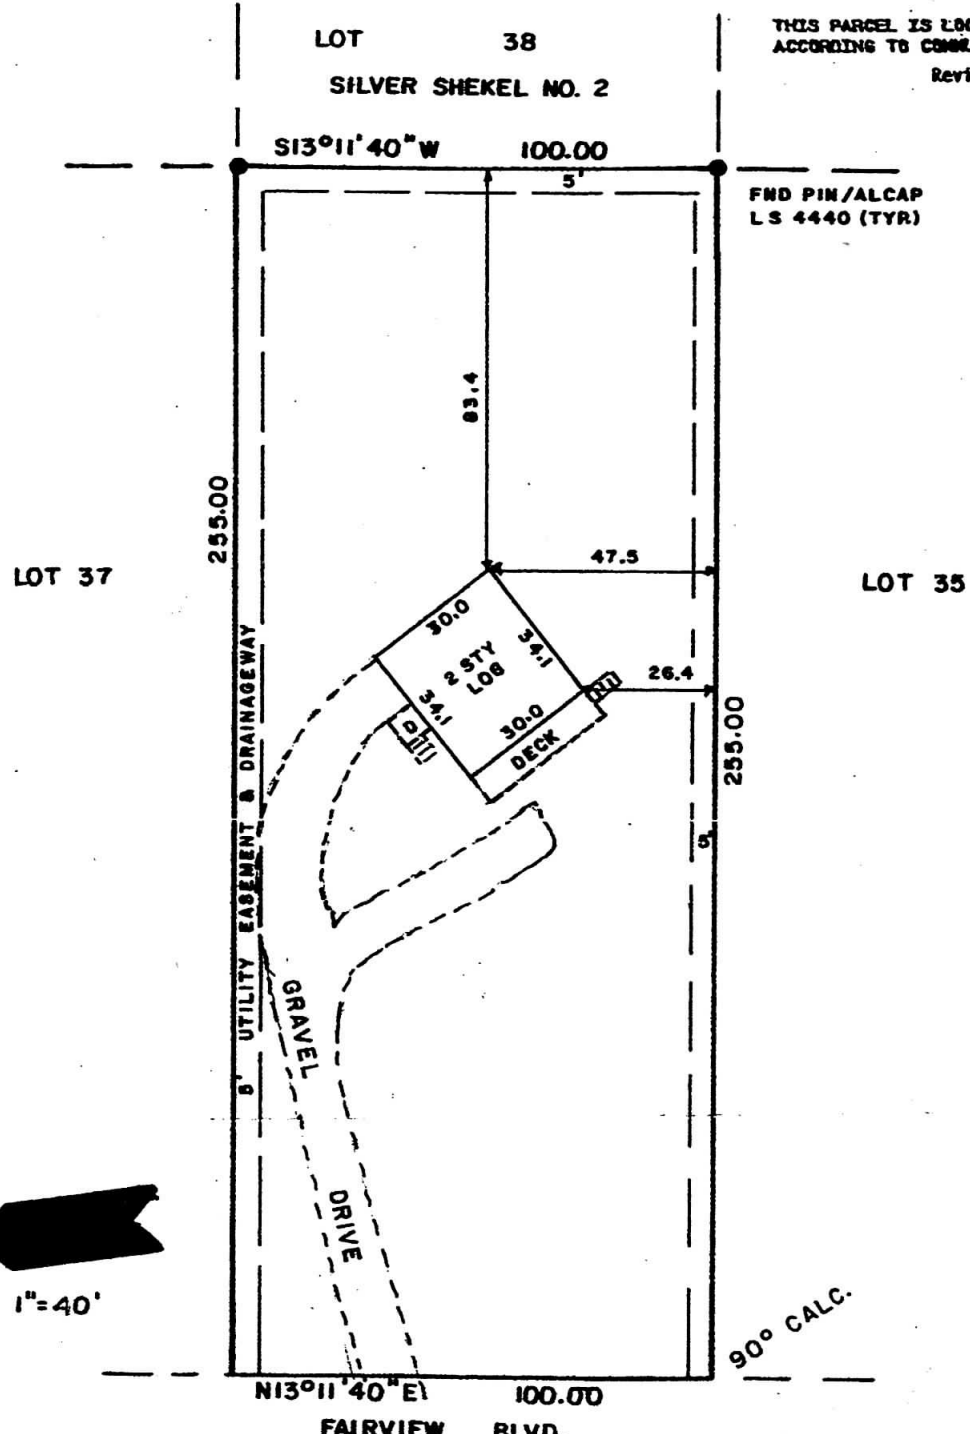 THIS PARCEL IS
ACCORDING TO
LOT 38
SILVER SHEKEL NO. 2
S13°11'40"W 100.00
5'
FND PIN/ALCAP
LS 4440 (TYR)
83.4
255.00
47.5
LOT 37
LOT 35
30.0
34.1
2 STY
LOG
26.4
34.1
30.0
DECK
255.00
5'
5' UTILITY EASEMENT & DRAINAGEWAY
GRAVEL
DRIVE
1"=40'
90° CALC.
N13°11'40"E 100.00
FAIRVIEW BLVD.